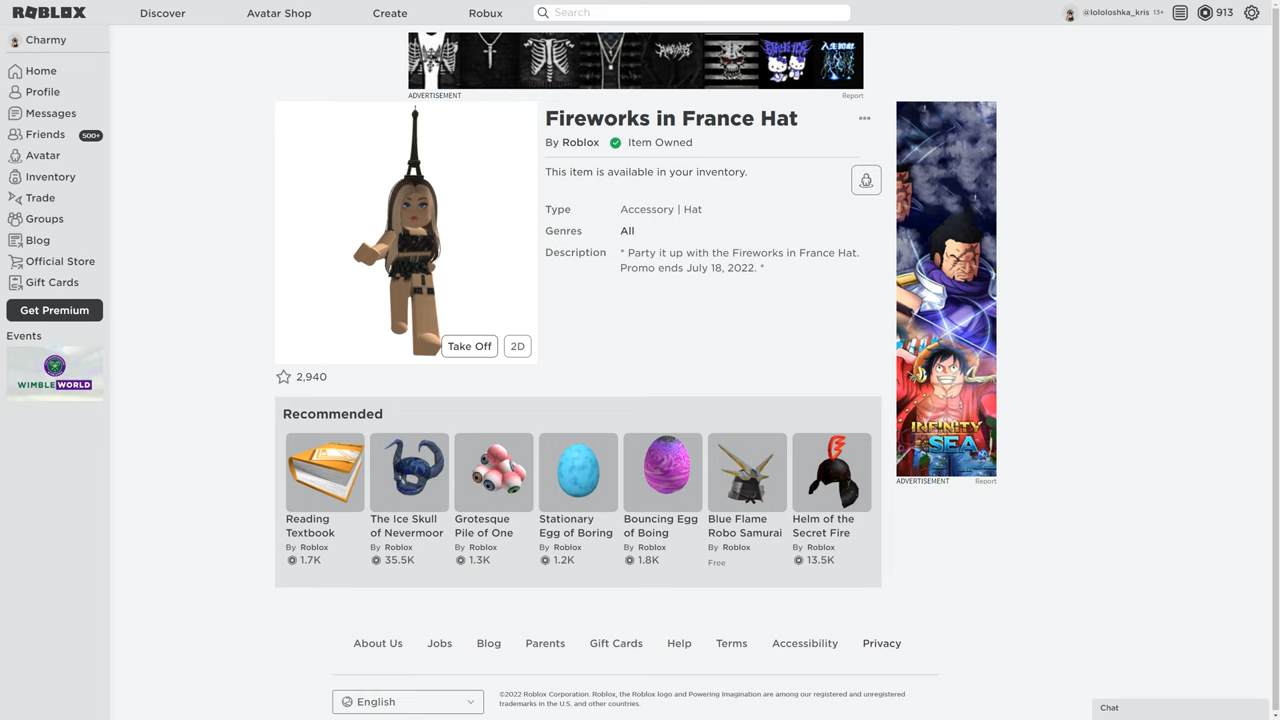 ROBLOX
Discover
Avatar Shop
Create
Robux
Search
@lololoshka_kris 13+
913
Charmy
Home
Profile
Messages
Friends
500+
Avatar
Inventory
Trade
Groups
Blog
Official Store
Gift Cards
Get Premium
Events
WIMBLEWORLD
人生如戲
ADVERTISEMENT
Report
Fireworks in France Hat
By Roblox
Item Owned
This item is available in your inventory.
Type
Accessory | Hat
Genres
All
Description
* Party it up with the Fireworks in France Hat.
Promo ends July 18, 2022. *
Take Off
2D
2,940
INFINITY
SEA
ADVERTISEMENT
Report
Recommended
Reading
Textbook
By Roblox
1.7K
The Ice Skull
of Nevermoor
By Roblox
35.5K
Grotesque
Pile of One
By Roblox
1.3K
Stationary
Egg of Boring
By Roblox
1.2K
Bouncing Egg
of Boing
By Roblox
1.8K
Blue Flame
Robo Samurai
By Roblox
Free
Helm of the
Secret Fire
By Roblox
13.5K
About Us
Jobs
Blog
Parents
Gift Cards
Help
Terms
Accessibility
Privacy
English
©2022 Roblox Corporation. Roblox, the Roblox logo and Powering Imagination are among our registered and unregistered
trademarks in the U.S. and other countries.
Chat